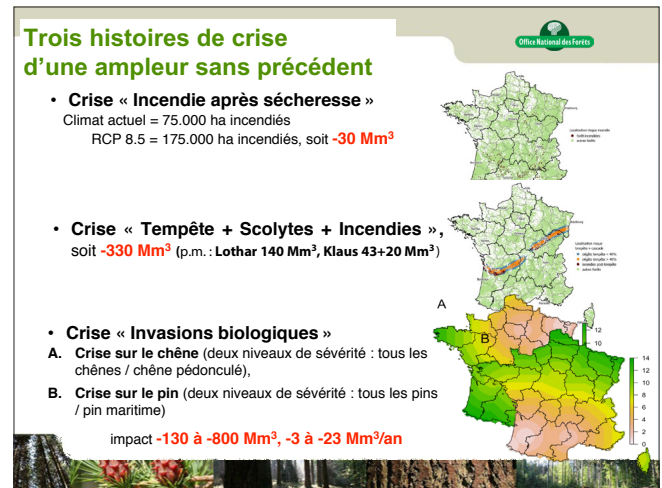 Trois histoires de crise
d'une ampleur sans précédent
Office National des Forêts
• Crise « Incendie après sécheresse »
Climat actuel = 75.000 ha incendiés
RCP 8.5 = 175.000 ha incendiés, soit -30 Mm³
• Crise « Tempête + Scolytes + Incendies »,
soit -330 Mm³ (p.m. : Lothar 140 Mm³, Klaus 43+20 Mm³)
• Crise « Invasions biologiques »
A. Crise sur le chêne (deux niveaux de sévérité : tous les
chênes / chêne pédonculé),
B. Crise sur le pin (deux niveaux de sévérité : tous les pins
/ pin maritime)
impact -130 à -800 Mm³, -3 à -23 Mm³/an
A
B
12
10
14
12
10
8
6
4
2
0